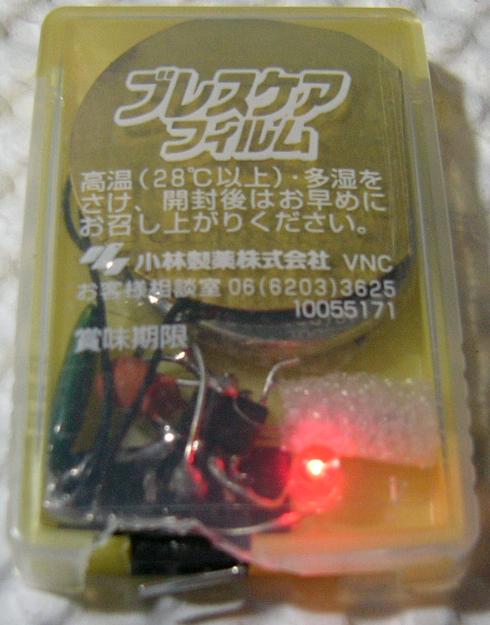 ブレスケア
フィルム
高温(28℃以上)・多湿を
さけ、開封後はお早めに
お召し上がりください。
小林製薬株式会社 VNC
お客様相談室 06(6203)3625
10055171
賞味期限